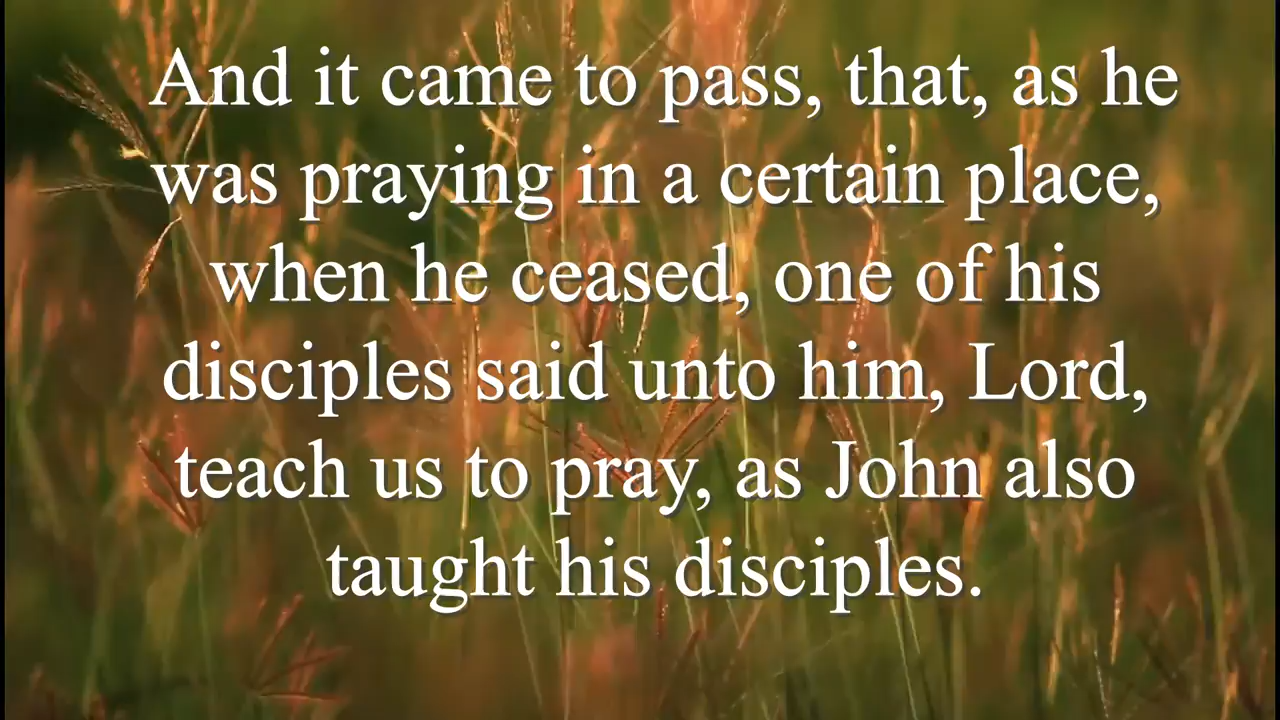 And it came to pass, that, as he
was praying in a certain place,
when he ceased, one of his
disciples said unto him, Lord,
teach us to pray, as John also
taught his disciples.